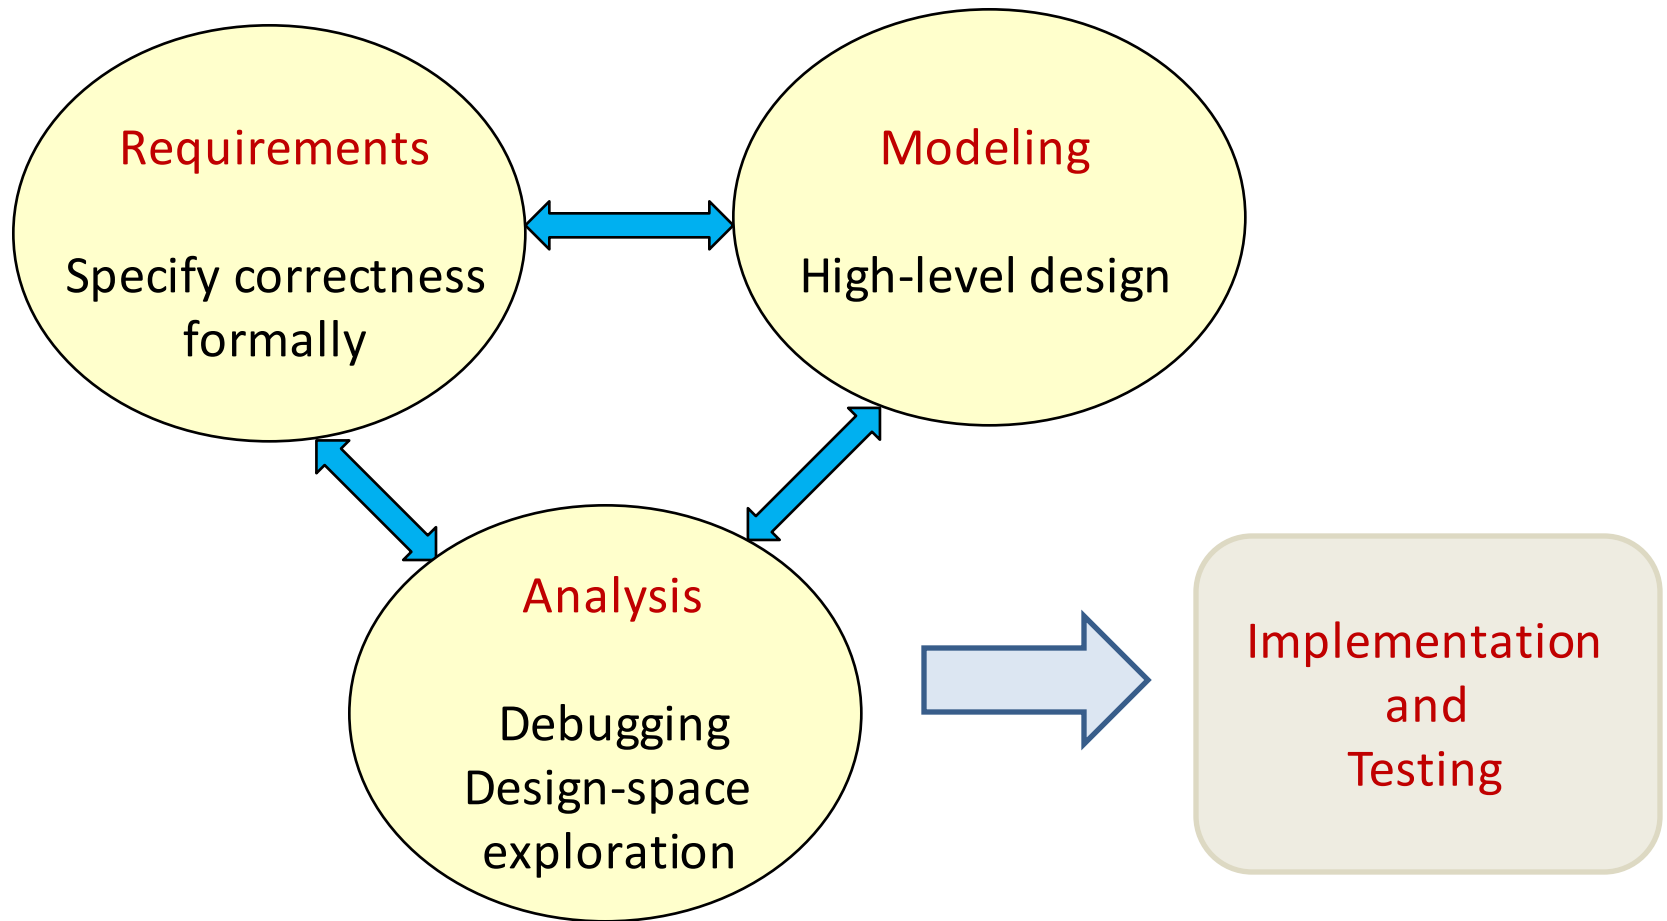 Requirements
Specify correctness
formally
Modeling
High-level design
Analysis
Debugging
Design-space
exploration
Implementation
and
Testing